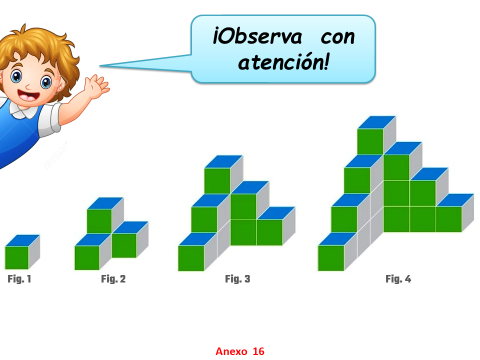 ¡Observa con
atención!
Fig. 1
Fig. 2
Fig. 3
Fig. 4
Anexo 16